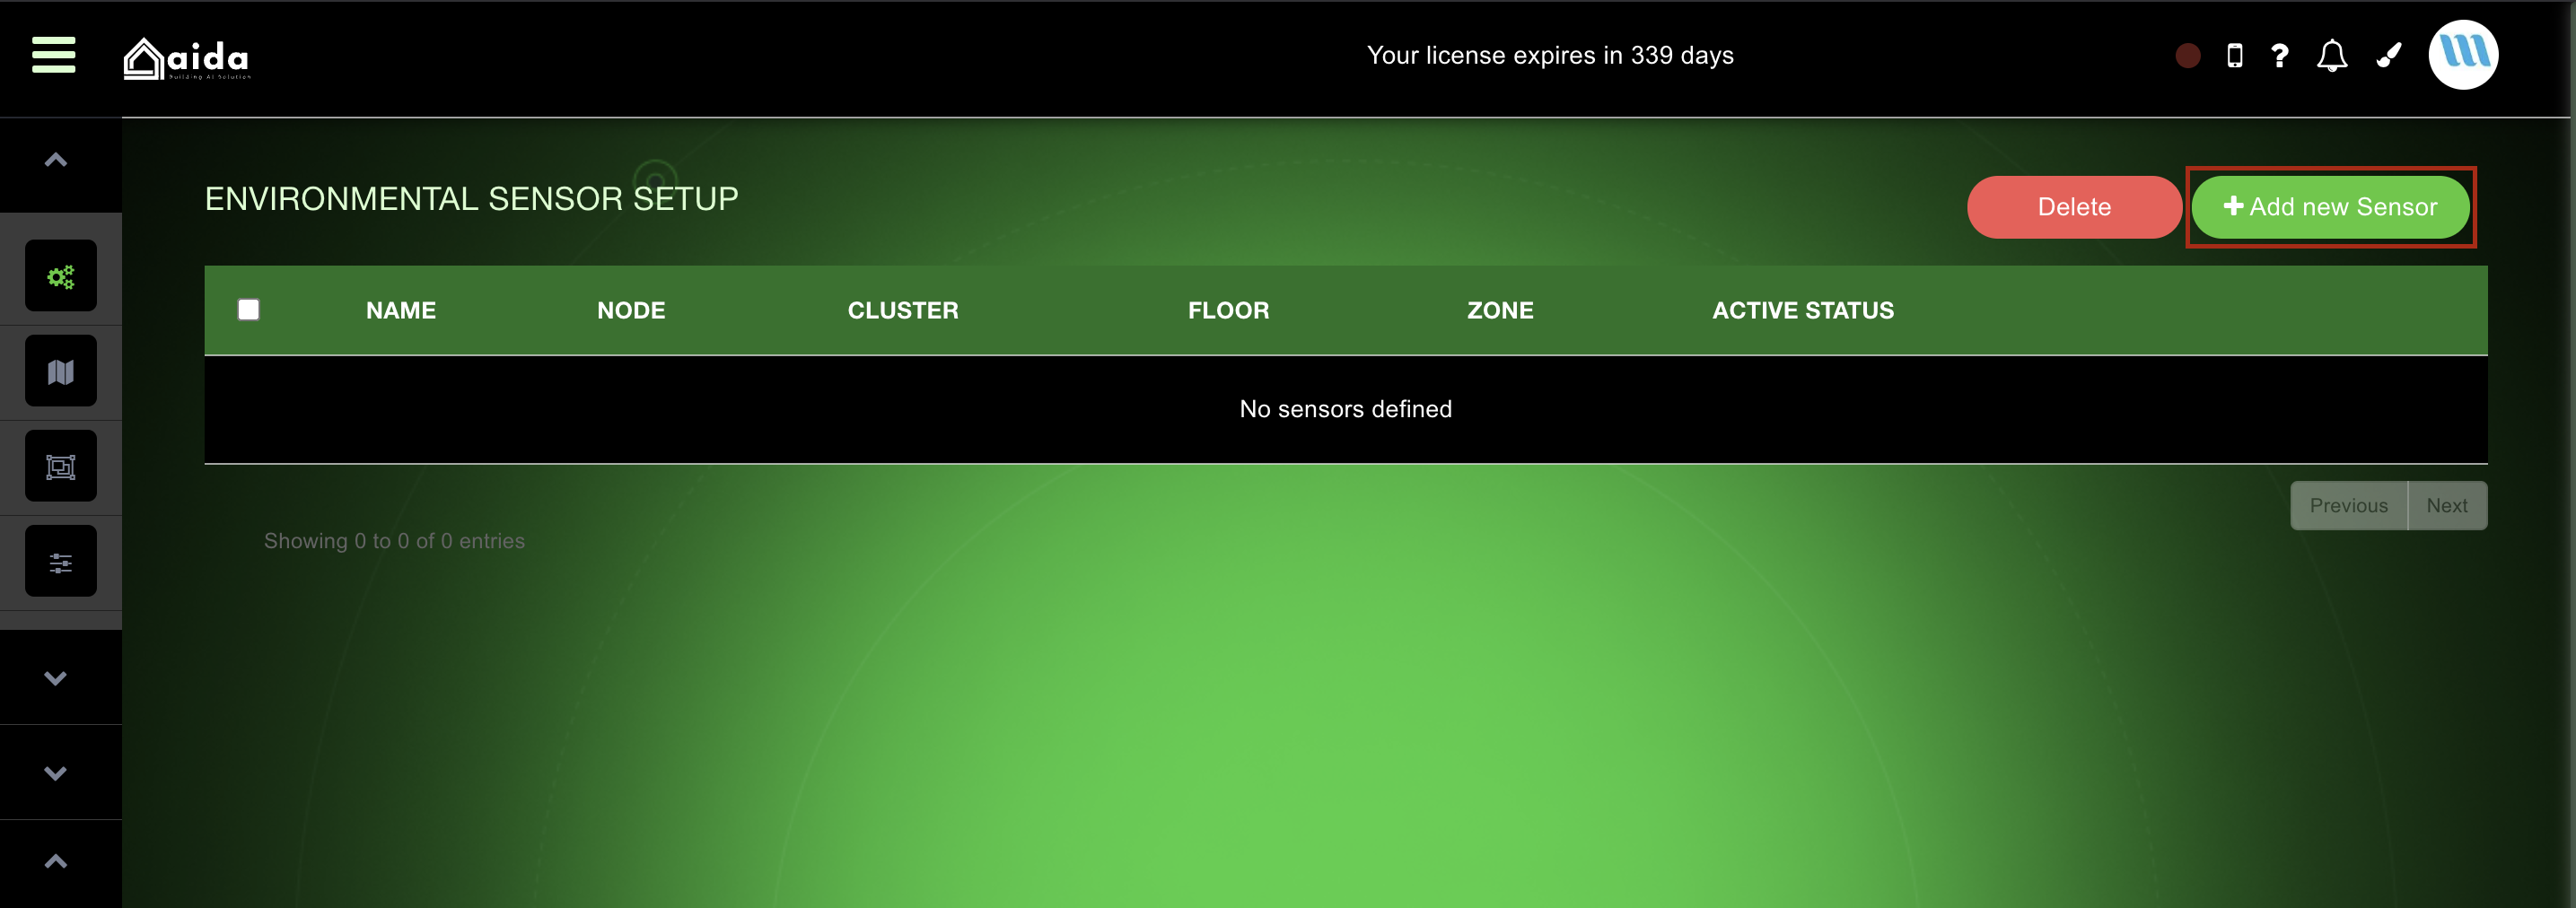 aida
Building AI Solution
Your license expires in 339 days
?
ENVIRONMENTAL SENSOR SETUP
Delete
+ Add new Sensor
NAME NODE CLUSTER FLOOR ZONE ACTIVE STATUS
No sensors defined
Previous Next
Showing 0 to 0 of 0 entries